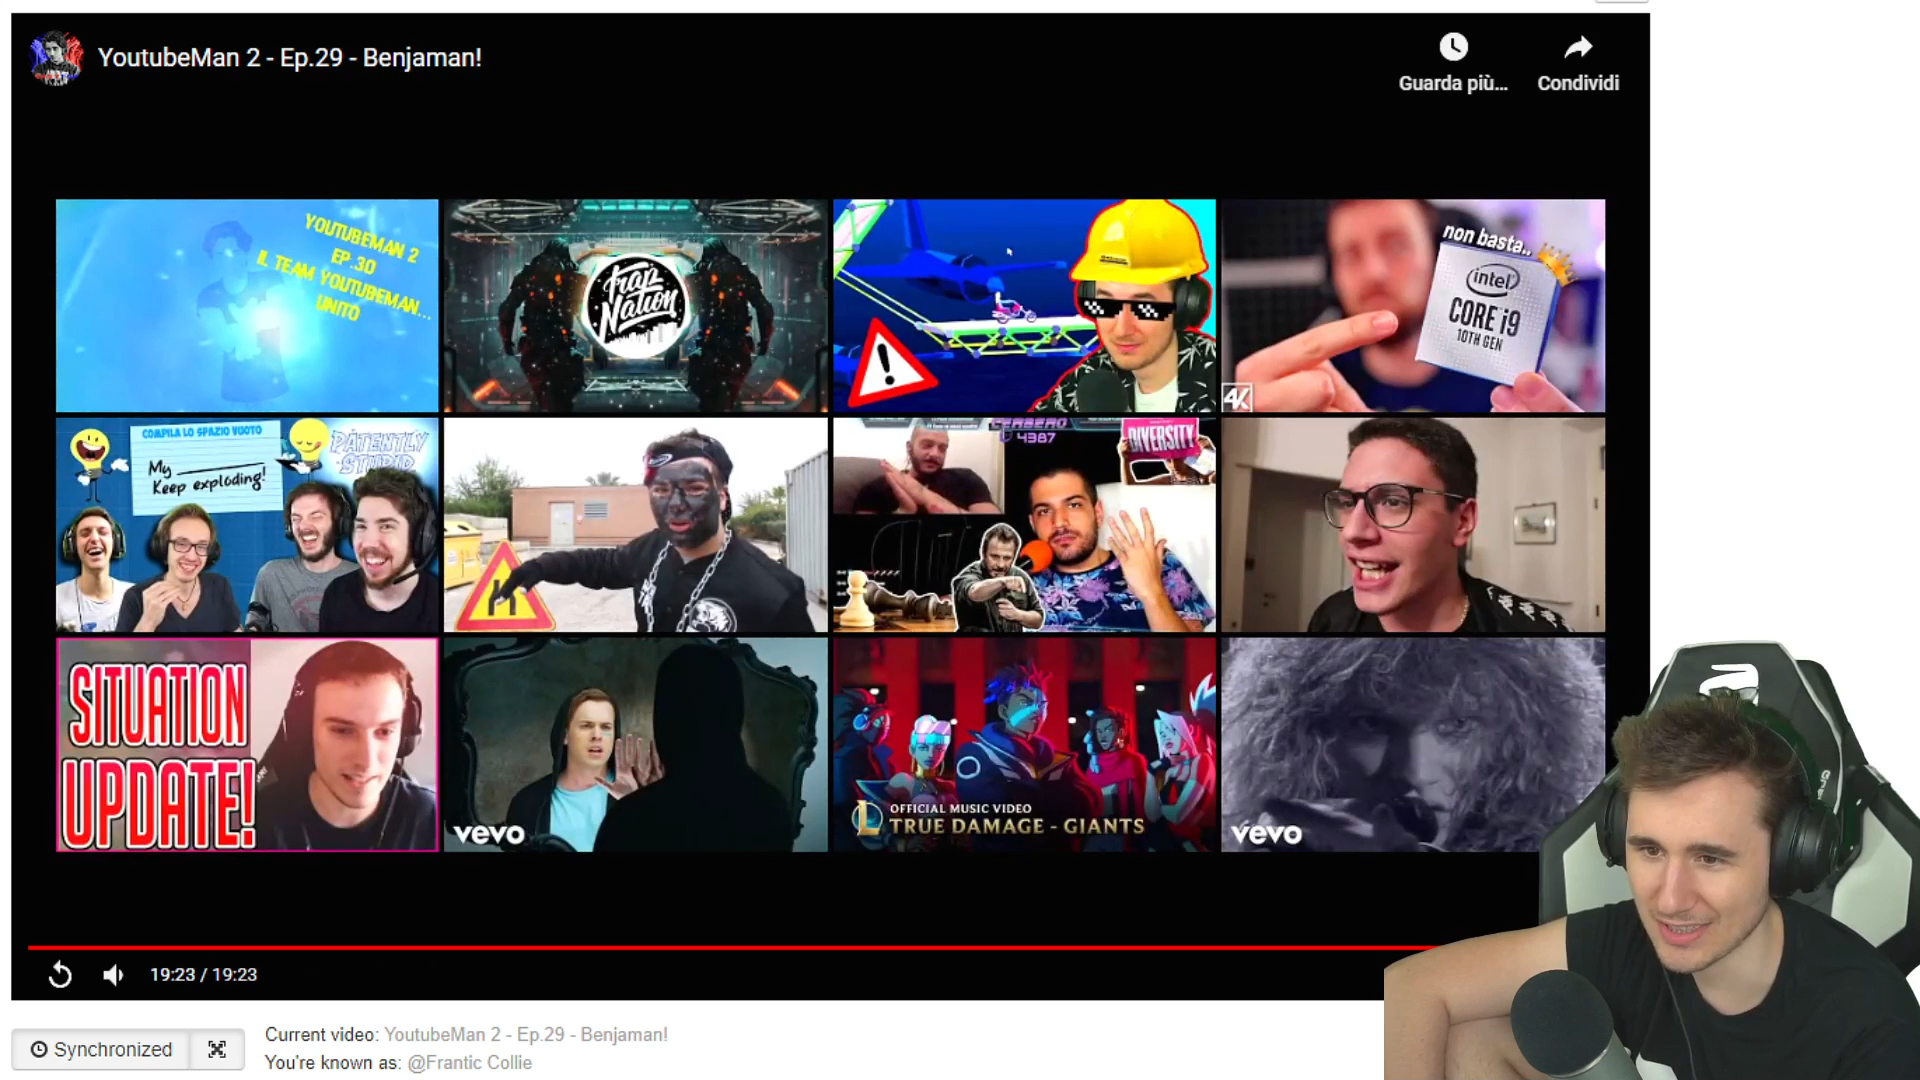 YoutubeMan 2 - Ep.29 - Benjaman!
Guarda più...
Condividi
YOUTUBEMAN 2
EP.30
IL TEAM YOUTUBEMAN...
UNITO
Trap
Nation
non basta..
intel
CORE i9
10TH GEN
4K
COMPILA LO SPAZIO VUOTO
My ________
Keep exploding!
PATENTLY
STUPID
CERBERO
4387
DIVERSITY
SITUATION
UPDATE!
vevo
OFFICIAL MUSIC VIDEO
TRUE DAMAGE - GIANTS
vevo
19:23 / 19:23
Synchronized
Current video: YoutubeMan 2 - Ep.29 - Benjaman!
You're known as: @Frantic Collie